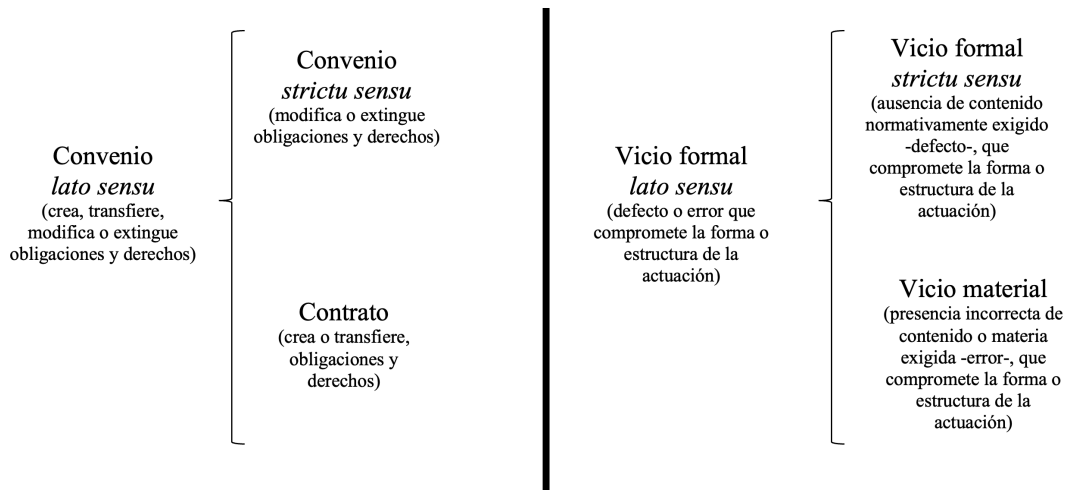 Convenio
lato sensu
(crea, transfiere,
modifica o extingue
obligaciones y derechos)
Convenio
strictu sensu
(modifica o extingue
obligaciones y derechos)
Contrato
(crea o transfiere,
obligaciones y
derechos)
Vicio formal
lato sensu
(defecto o error que
compromete la forma o
estructura de la
actuación)
Vicio formal
strictu sensu
(ausencia de contenido
normativamente exigido
-defecto-, que
compromete la forma o
estructura de la
actuación)
Vicio material
(presencia incorrecta de
contenido o materia
exigida -error-, que
compromete la forma o
estructura de la
actuación)